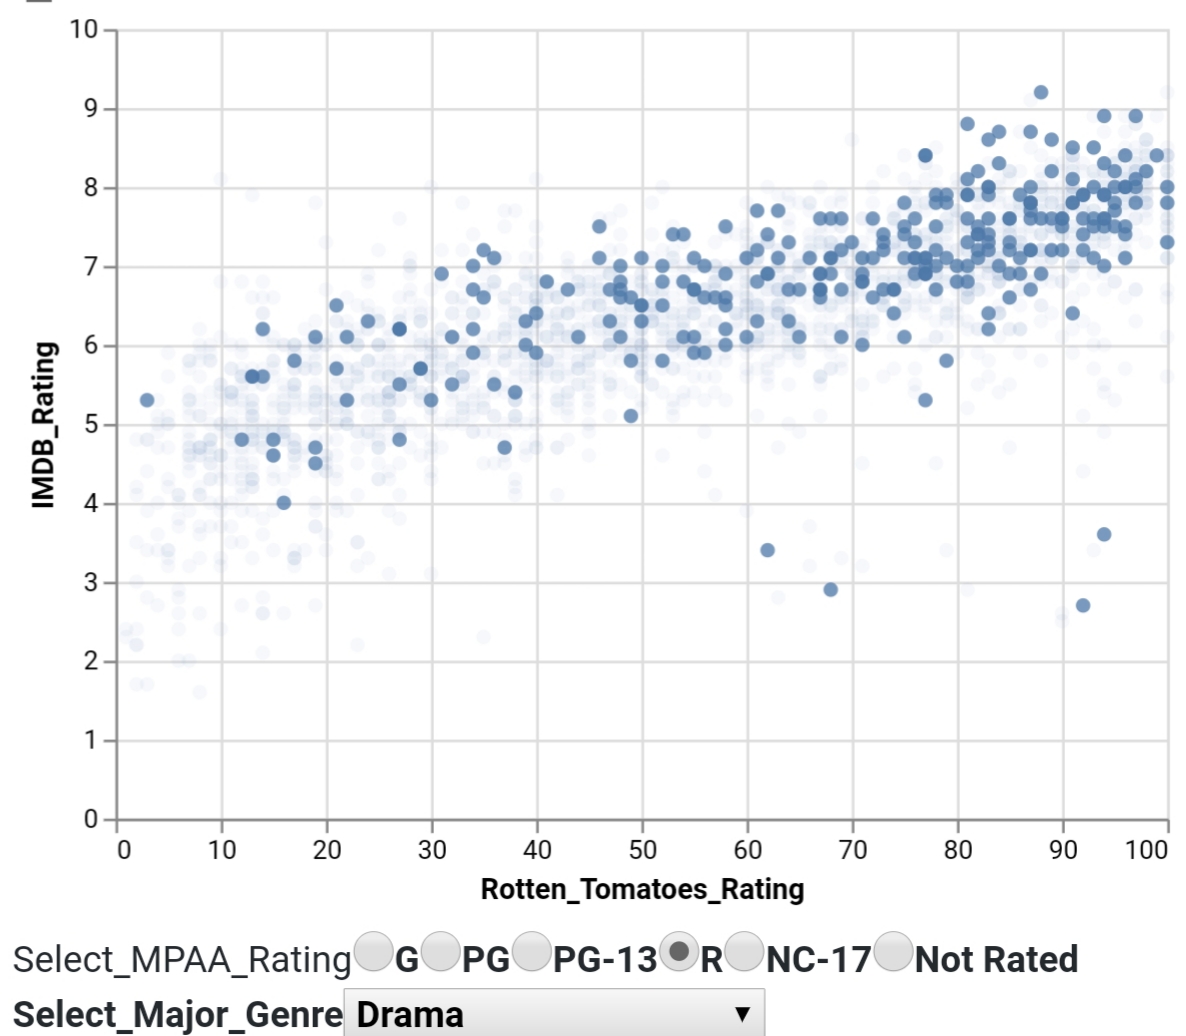 10
9
8
7
6
5
4
3
2
1
0
IMDB_Rating
0 10 20 30 40 50 60 70 80 90 100
Rotten_Tomatoes_Rating
Select_MPAA_Rating G PG PG-13 R NC-17 Not Rated
Select_Major_Genre Drama